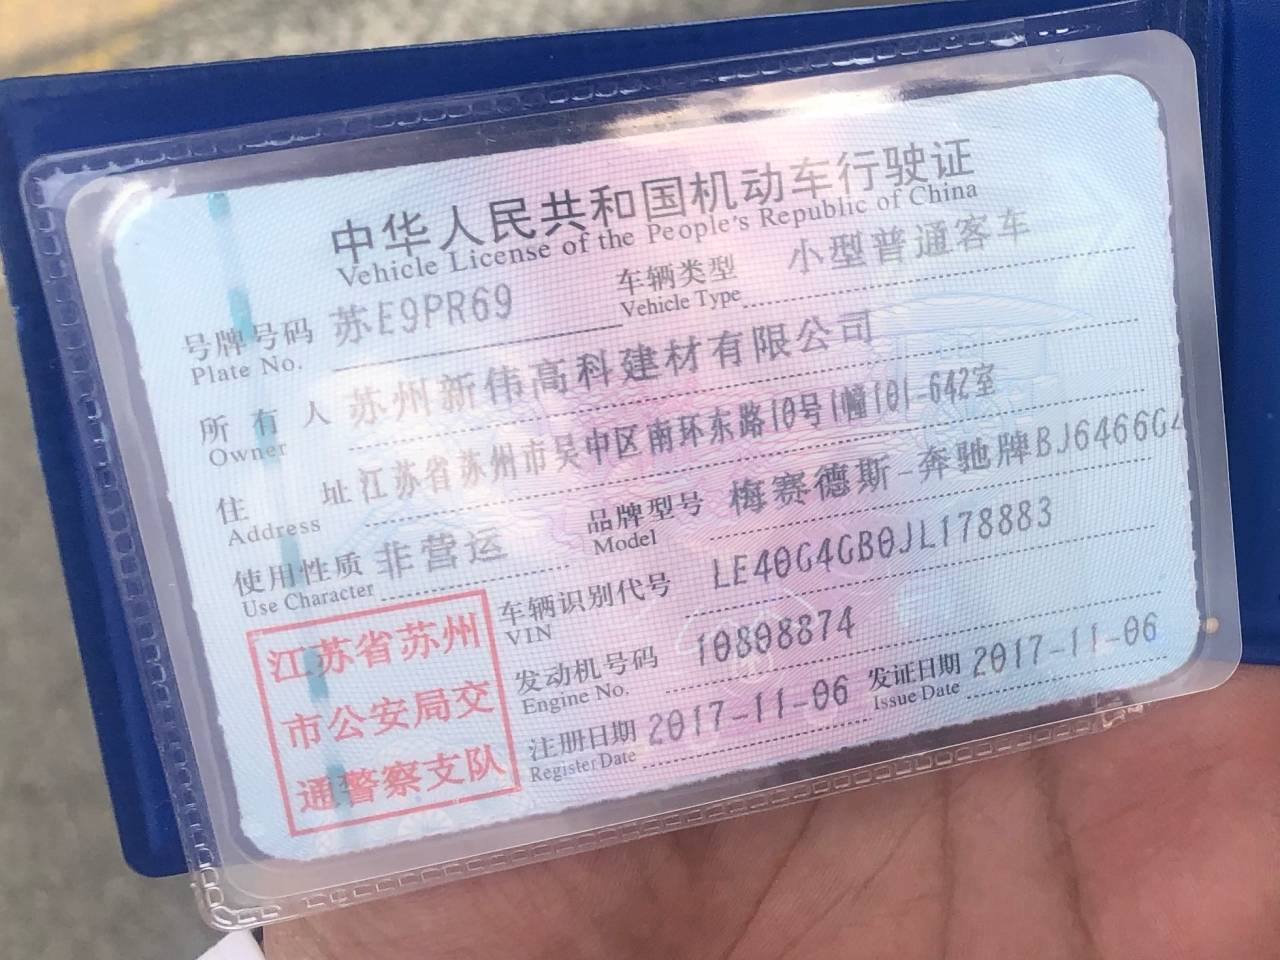 中华人民共和国机动车行驶证
Vehicle License of the People's Republic of China
号牌号码 苏E9PR69 车辆类型 小型普通客车
Plate No. Vehicle Type
所有人 苏州新伟高科建材有限公司
Owner
住址 江苏省苏州市吴中区南环东路10号1幢101-642室
Address
使用性质 非营运 品牌型号 梅赛德斯-奔驰牌BJ6466G4
Use Character Model
车辆识别代号 LE40G4GB0JL178883
VIN
发动机号码 10808874
Engine No.
注册日期 2017-11-06 发证日期 2017-11-06
Register Date Issue Date
江苏省苏州
市公安局交
通警察支队